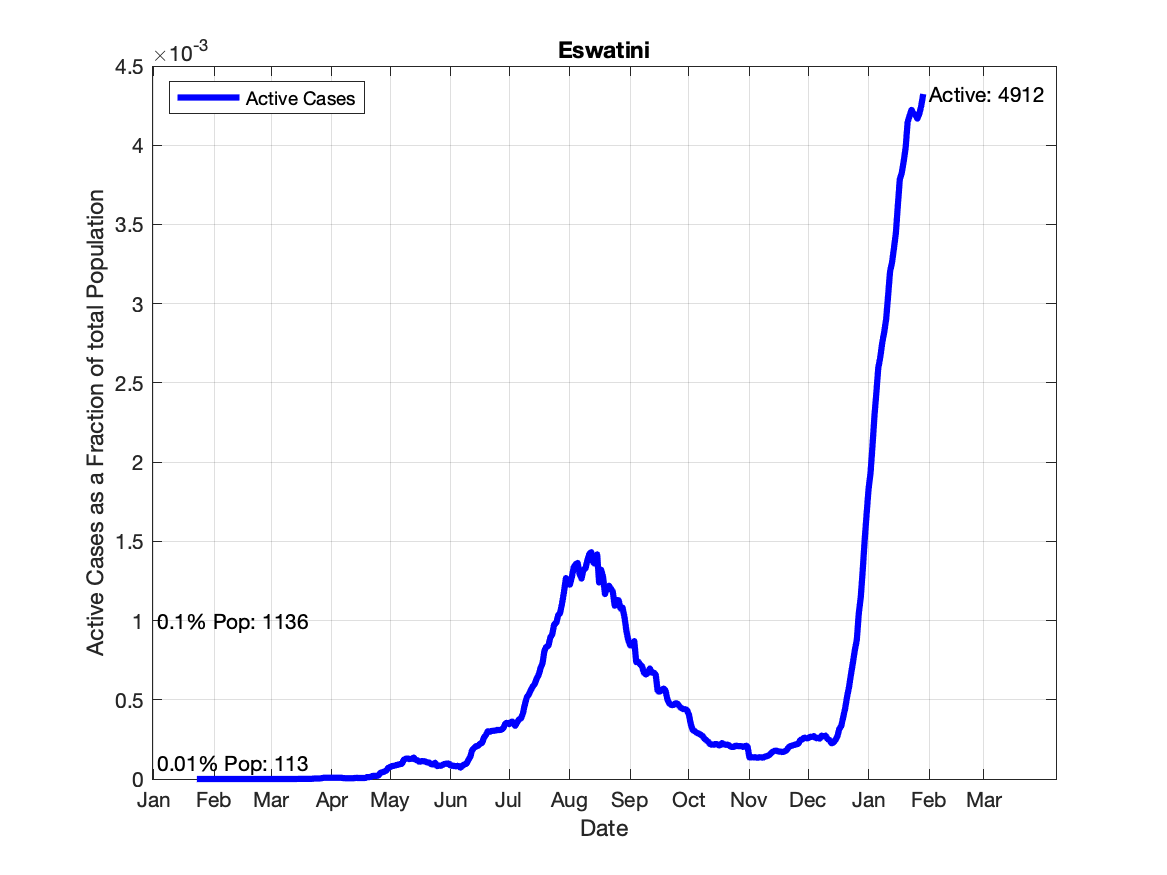 Eswatini
×10-3
4.5
4
3.5
3
2.5
2
1.5
1
0.5
0
Active Cases as a Fraction of total Population
Active Cases
Active: 4912
0.1% Pop: 1136
0.01% Pop: 113
Jan Feb Mar Apr May Jun Jul Aug Sep Oct Nov Dec Jan Feb Mar
Date